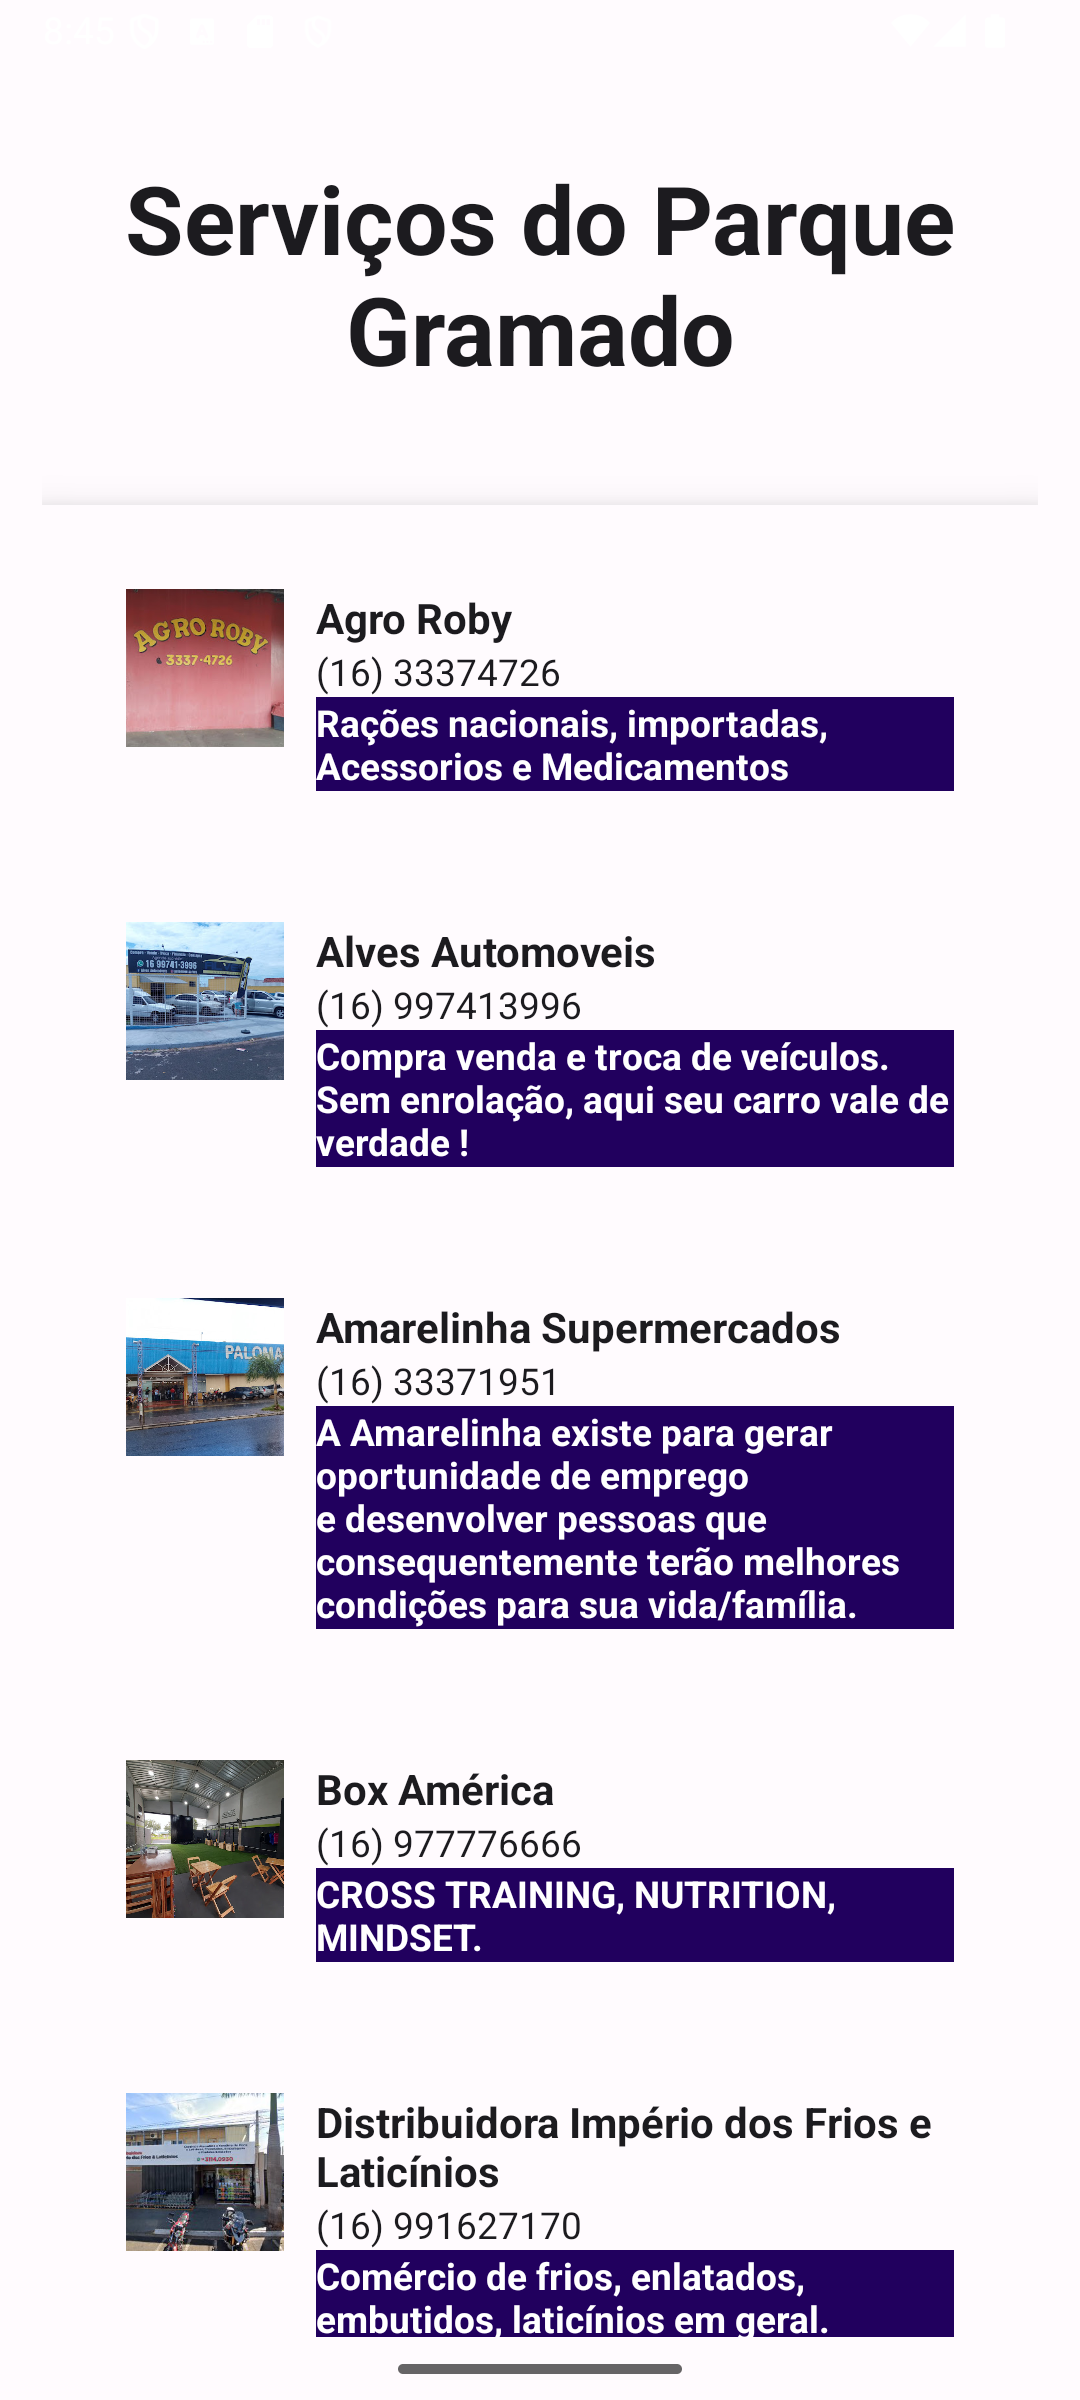 Serviços do Parque
Gramado
AGRO ROBY
3337-4726
Agro Roby
(16) 33374726
Rações nacionais, importadas,
Acessorios e Medicamentos
16 99741-3996
Alves Automoveis
(16) 997413996
Compra venda e troca de veículos.
Sem enrolação, aqui seu carro vale de
verdade !
PALOMA
Amarelinha Supermercados
(16) 33371951
A Amarelinha existe para gerar
oportunidade de emprego
e desenvolver pessoas que
consequentemente terão melhores
condições para sua vida/família.
Box América
(16) 977776666
CROSS TRAINING, NUTRITION,
MINDSET.
Distribuidora Império dos Frios e
Laticínios
(16) 991627170
Comércio de frios, enlatados,
embutidos, laticínios em geral.